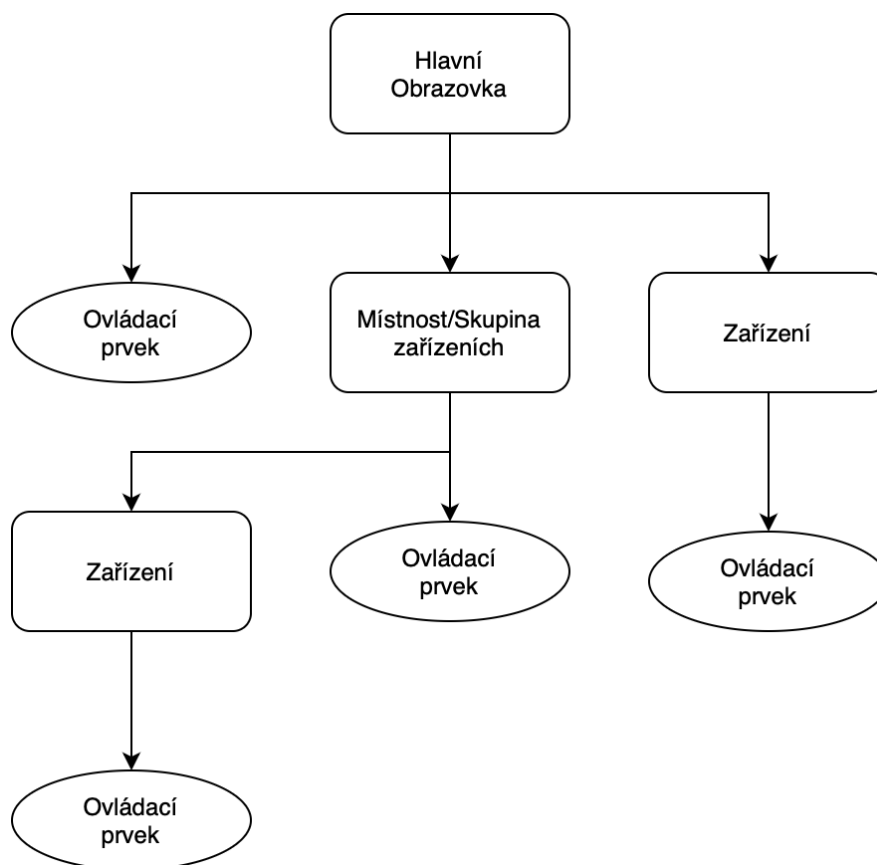 Hlavní
Obrazovka
Ovládací
prvek
Místnost/Skupina
zařízeních
Zařízení
Zařízení
Ovládací
prvek
Ovládací
prvek
Ovládací
prvek